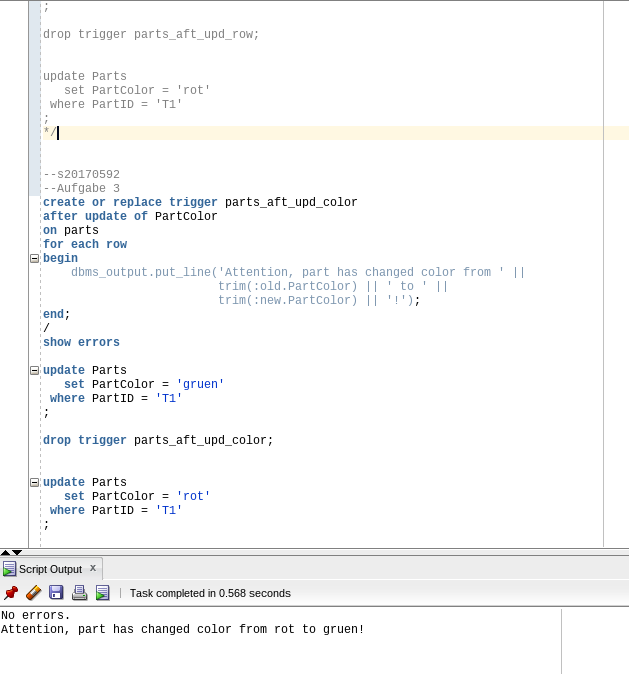 ;
drop trigger parts_aft_upd_row;
update Parts
   set PartColor = 'rot'
 where PartID = 'T1'
;
*/
--s20170592
--Aufgabe 3
create or replace trigger parts_aft_upd_color
after update of PartColor
on parts
for each row
begin
    dbms_output.put_line('Attention, part has changed color from ' ||
                         trim(:old.PartColor) || ' to ' ||
                         trim(:new.PartColor) || '!');
end;
/
show errors
update Parts
   set PartColor = 'gruen'
 where PartID = 'T1'
;
drop trigger parts_aft_upd_color;
update Parts
   set PartColor = 'rot'
 where PartID = 'T1'
;
Script Output x
Task completed in 0.568 seconds
No errors.
Attention, part has changed color from rot to gruen!